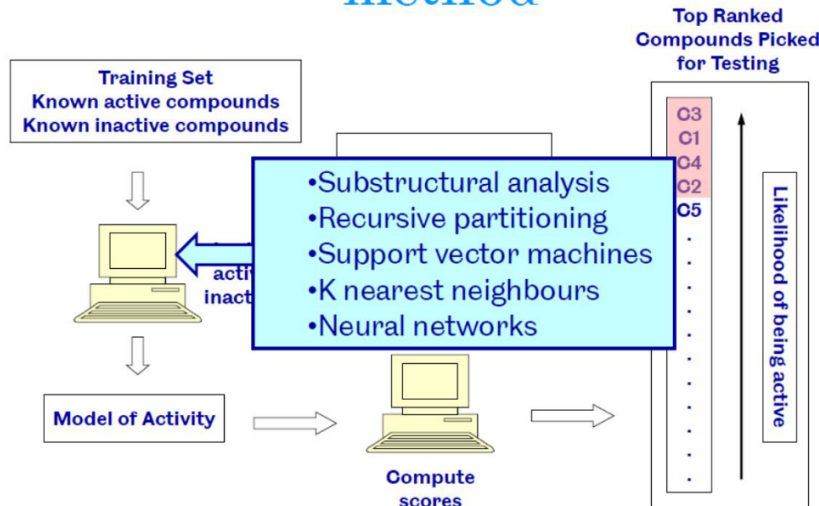 method
Top Ranked
Compounds Picked
for Testing
Training Set
Known active compounds
Known inactive compounds
C3
C1
C4
C2
C5
•Substructural analysis
•Recursive partitioning
•Support vector machines
•K nearest neighbours
•Neural networks
Likelihood of being active
Model of Activity
Compute
scores